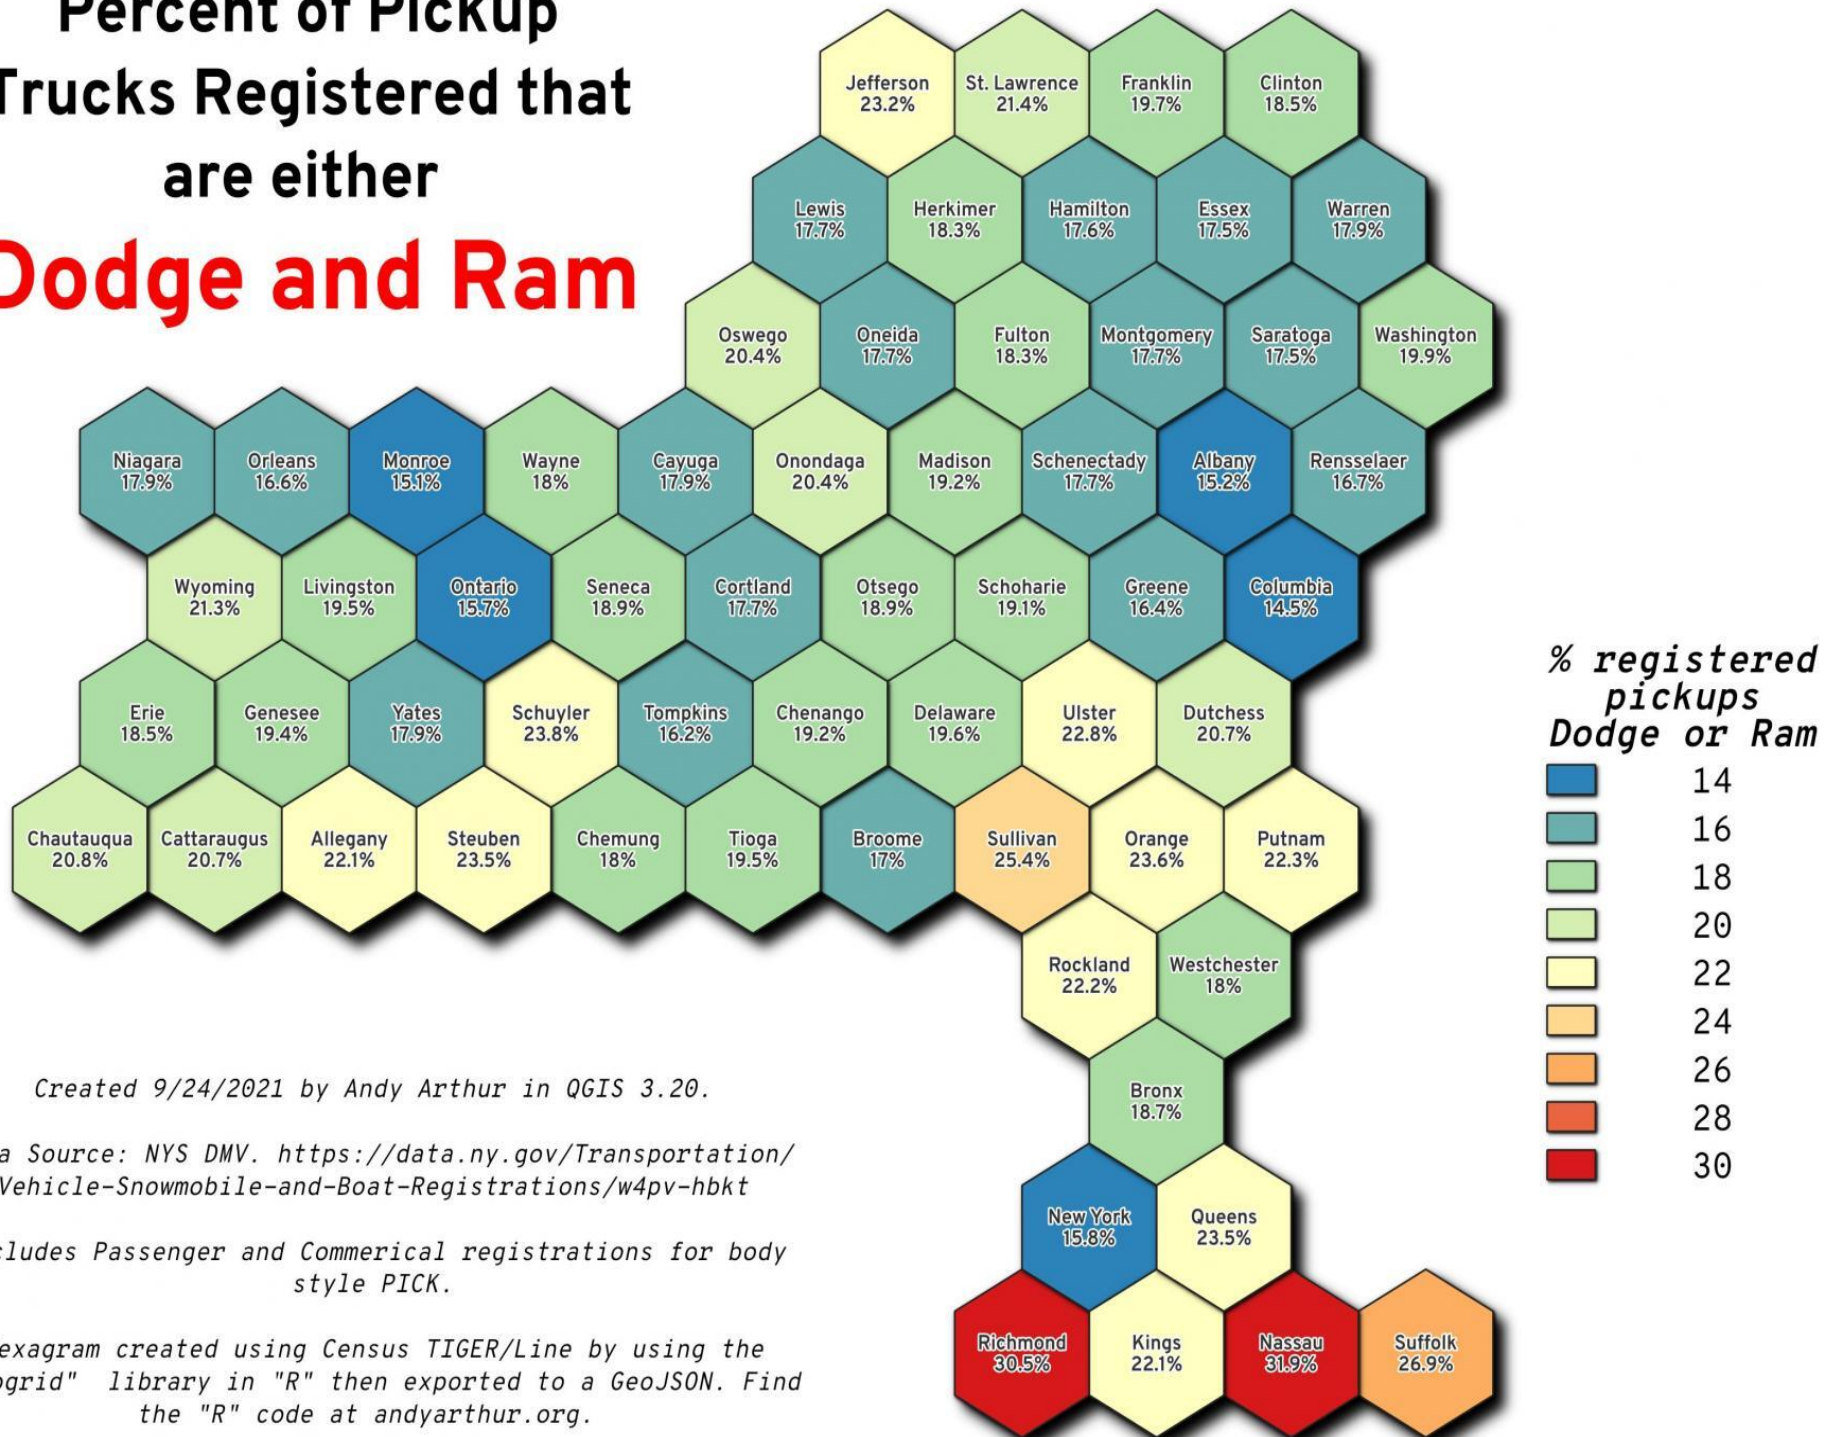 Percent of Pickup
Trucks Registered that
are either
Dodge and Ram
Jefferson
23.2%
St. Lawrence
21.4%
Franklin
19.7%
Clinton
18.5%
Lewis
17.7%
Herkimer
18.3%
Hamilton
17.6%
Essex
17.5%
Warren
17.9%
Oswego
20.4%
Oneida
17.7%
Fulton
18.3%
Montgomery
17.7%
Saratoga
17.5%
Washington
19.9%
Niagara
17.9%
Orleans
16.6%
Monroe
15.1%
Wayne
18%
Cayuga
17.9%
Onondaga
20.4%
Madison
19.2%
Schenectady
17.7%
Albany
15.2%
Rensselaer
16.7%
Wyoming
21.3%
Livingston
19.5%
Ontario
15.7%
Seneca
18.9%
Cortland
17.7%
Otsego
18.9%
Schoharie
19.1%
Greene
16.4%
Columbia
14.5%
Erie
18.5%
Genesee
19.4%
Yates
17.9%
Schuyler
23.8%
Tompkins
16.2%
Chenango
19.2%
Delaware
19.6%
Ulster
22.8%
Dutchess
20.7%
Chautauqua
20.8%
Cattaraugus
20.7%
Allegany
22.1%
Steuben
23.5%
Chemung
18%
Tioga
19.5%
Broome
17%
Sullivan
25.4%
Orange
23.6%
Putnam
22.3%
Rockland
22.2%
Westchester
18%
Bronx
18.7%
New York
15.8%
Queens
23.5%
Richmond
30.5%
Kings
22.1%
Nassau
31.9%
Suffolk
26.9%
% registered
pickups
Dodge or Ram
14
16
18
20
22
24
26
28
30
Created 9/24/2021 by Andy Arthur in QGIS 3.20.
a Source: NYS DMV. https://data.ny.gov/Transportation/
Vehicle-Snowmobile-and-Boat-Registrations/w4pv-hbkt
cludes Passenger and Commerical registrations for body
style PICK.
exagram created using Census TIGER/Line by using the
ogrid" library in "R" then exported to a GeoJSON. Find
the "R" code at andyarthur.org.